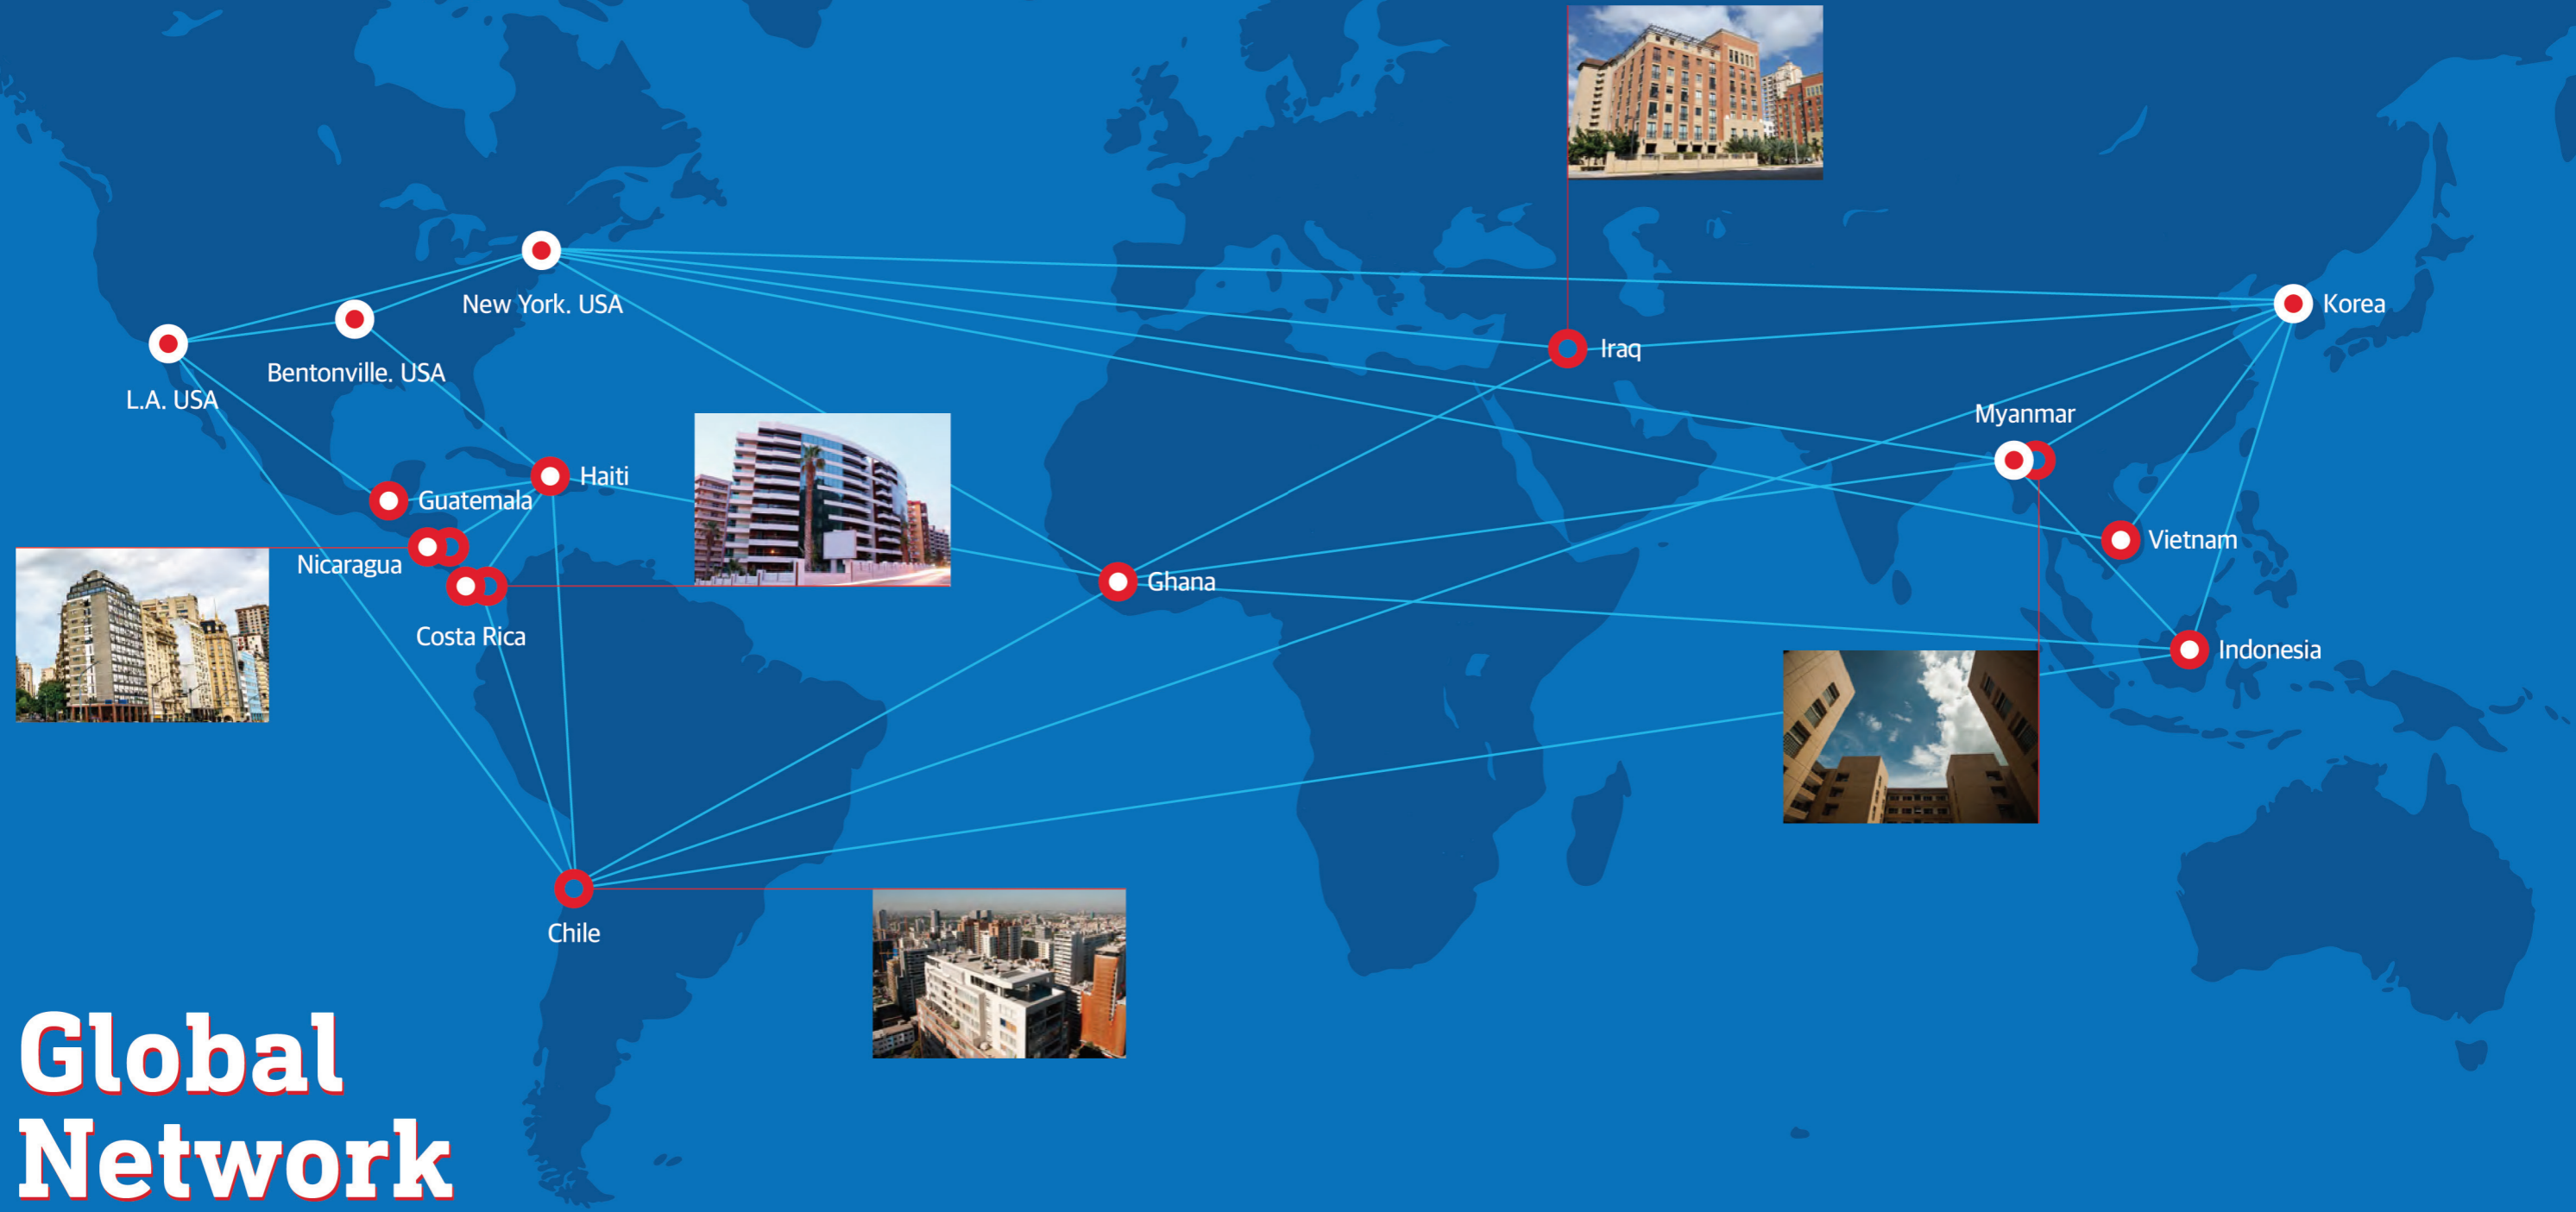 New York. USA
Korea
Bentonville. USA
Iraq
L.A. USA
Myanmar
Haiti
Guatemala
Vietnam
Nicaragua
Ghana
Costa Rica
Indonesia
Chile
Global
Network